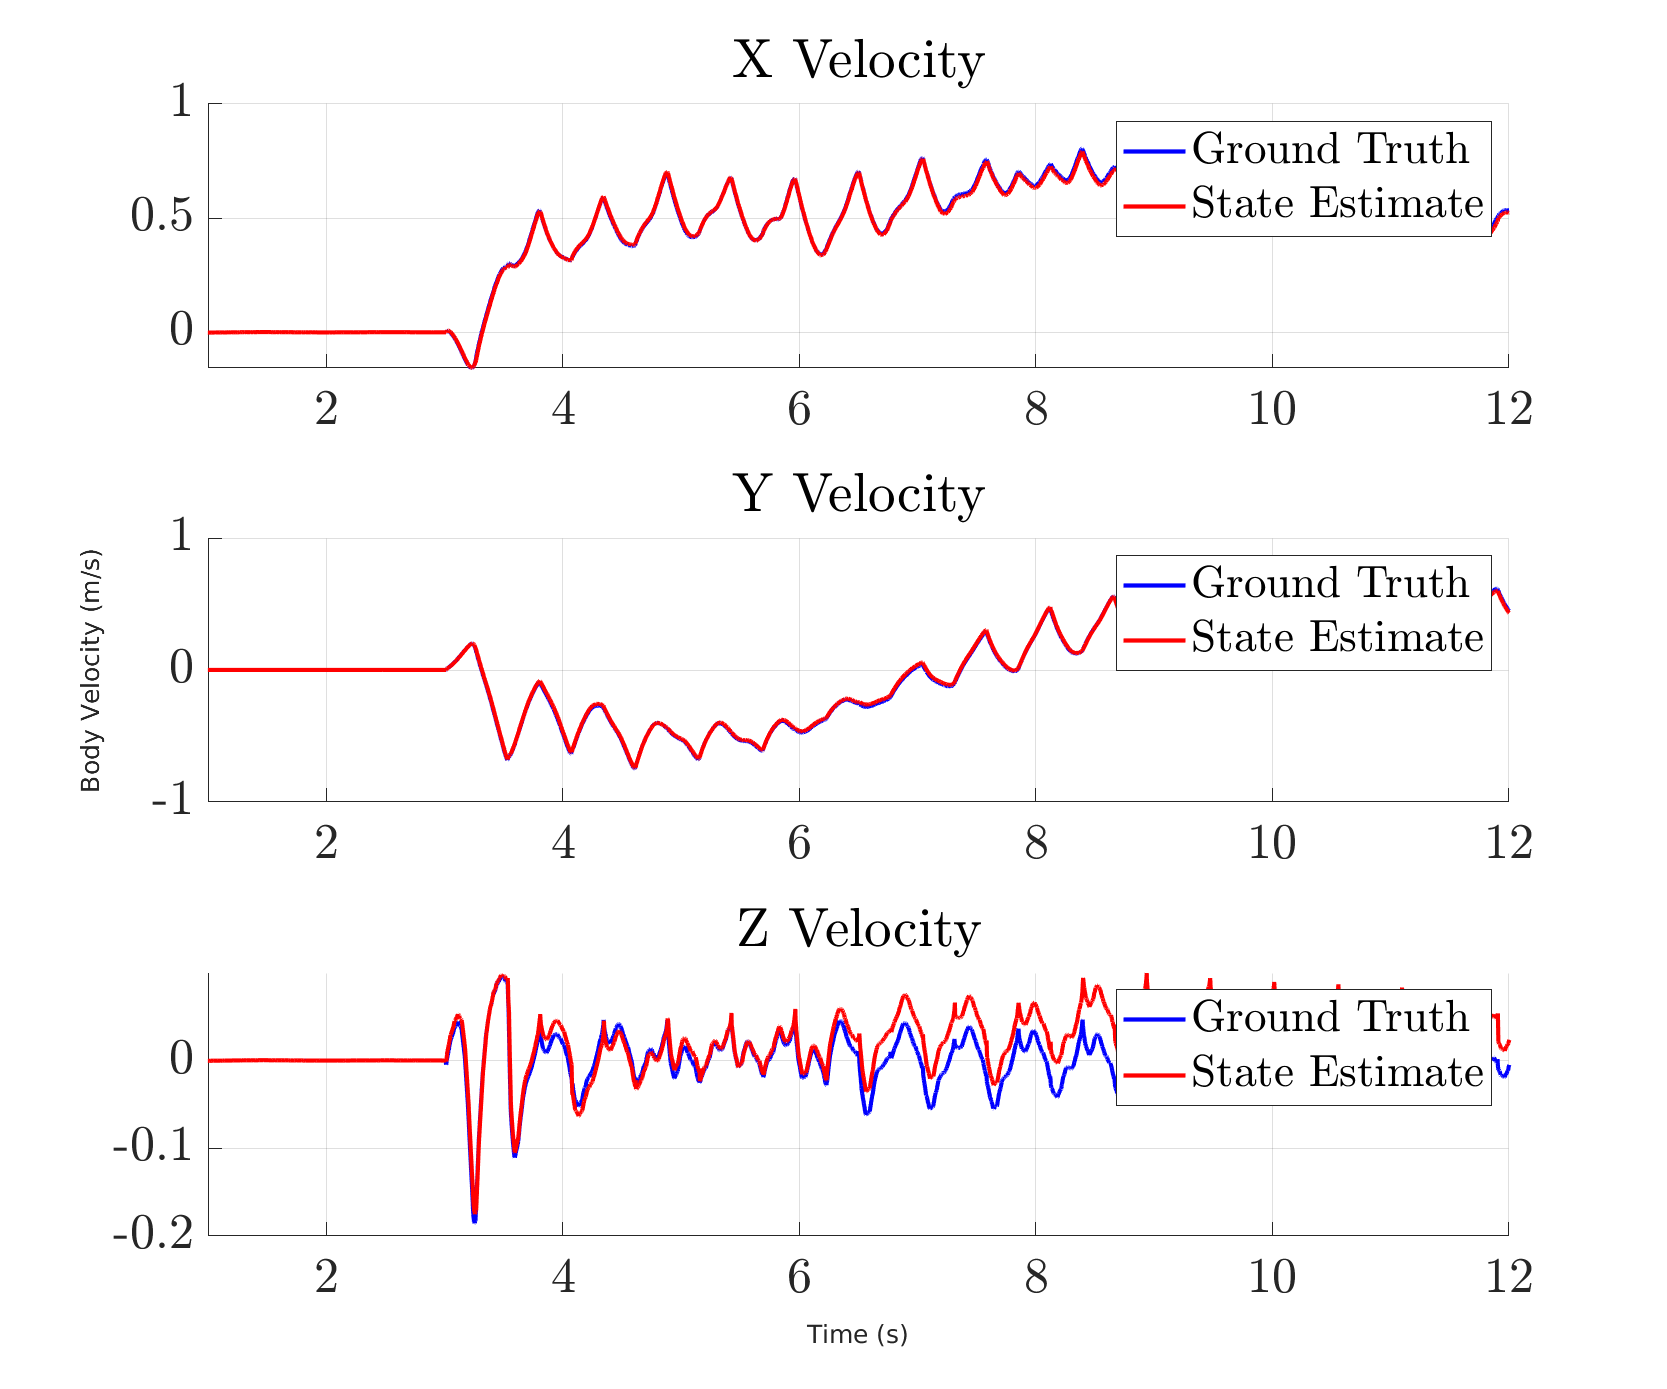 X Velocity
1
0.5
0
2 4 6 8 10 12
Ground Truth
State Estimate
Y Velocity
Body Velocity (m/s)
1
0
-1
2 4 6 8 10 12
Ground Truth
State Estimate
Z Velocity
0
-0.1
-0.2
2 4 6 8 10 12
Ground Truth
State Estimate
Time (s)